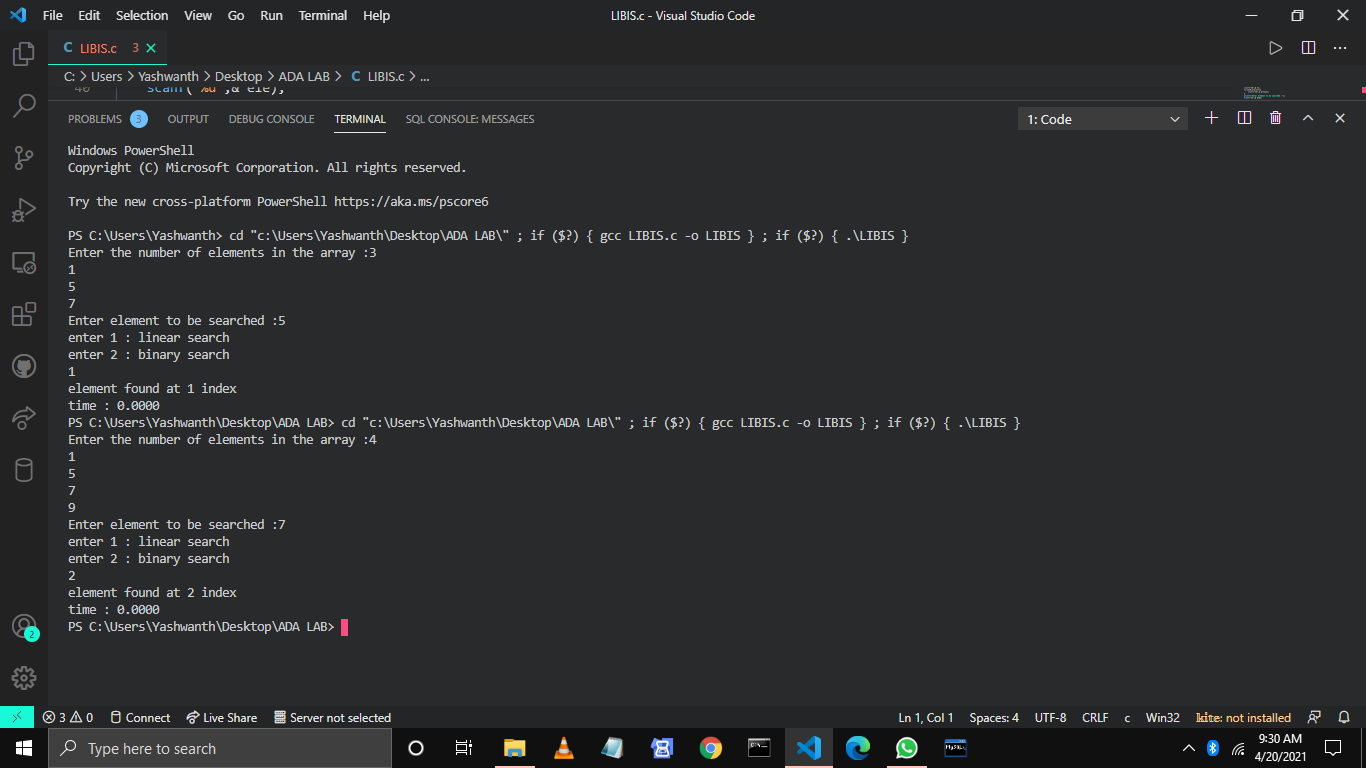 File Edit Selection View Go Run Terminal Help LIBIS.c - Visual Studio Code
C LIBIS.c 3
C: > Users > Yashwanth > Desktop > ADA LAB > C LIBIS.c > ...
PROBLEMS 3 OUTPUT DEBUG CONSOLE TERMINAL SQL CONSOLE: MESSAGES 1: Code
Windows PowerShell
Copyright (C) Microsoft Corporation. All rights reserved.
Try the new cross-platform PowerShell https://aka.ms/pscore6
PS C:\Users\Yashwanth> cd "c:\Users\Yashwanth\Desktop\ADA LAB\" ; if ($?) { gcc LIBIS.c -o LIBIS } ; if ($?) { .\LIBIS }
Enter the number of elements in the array :3
1
5
7
Enter element to be searched :5
enter 1 : linear search
enter 2 : binary search
1
element found at 1 index
time : 0.0000
PS C:\Users\Yashwanth\Desktop\ADA LAB> cd "c:\Users\Yashwanth\Desktop\ADA LAB\" ; if ($?) { gcc LIBIS.c -o LIBIS } ; if ($?) { .\LIBIS }
Enter the number of elements in the array :4
1
5
7
9
Enter element to be searched :7
enter 1 : linear search
enter 2 : binary search
2
element found at 2 index
time : 0.0000
PS C:\Users\Yashwanth\Desktop\ADA LAB>
2
3 0 Connect Live Share Server not selected Ln 1, Col 1 Spaces: 4 UTF-8 CRLF c Win32 kite: not installed
Type here to search 9:30 AM
4/20/2021